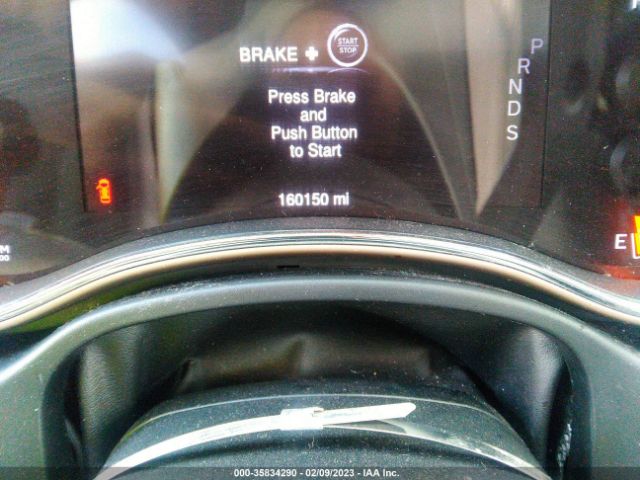 BRAKE + START STOP
Press Brake
and
Push Button
to Start
160150 mi
P
R
N
D
S
E
000-35834290 - 02/09/2023 - IAA Inc.